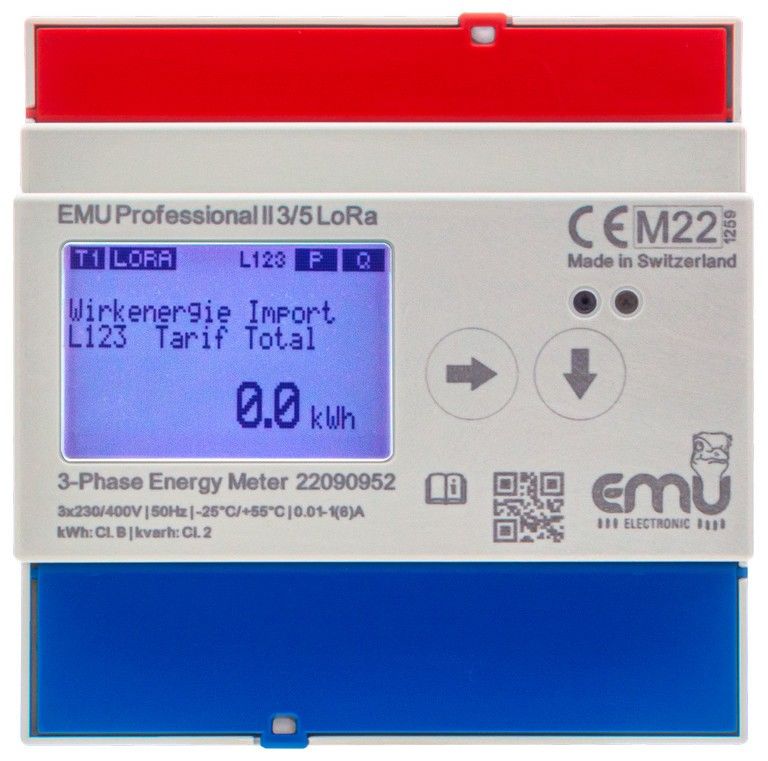 EMU Professional II 3/5 LoRa
CE M22 1259
Made in Switzerland
T1 LORA L123 P Q
Wirkenergie Import
L123 Tarif Total
0.0 kWh
3-Phase Energy Meter 22090952
3x230/400V | 50Hz | -25°C/+55°C | 0.01-1(6)A
kWh: Cl. B | kvarh: Cl. 2
i
emu
ELECTRONIC